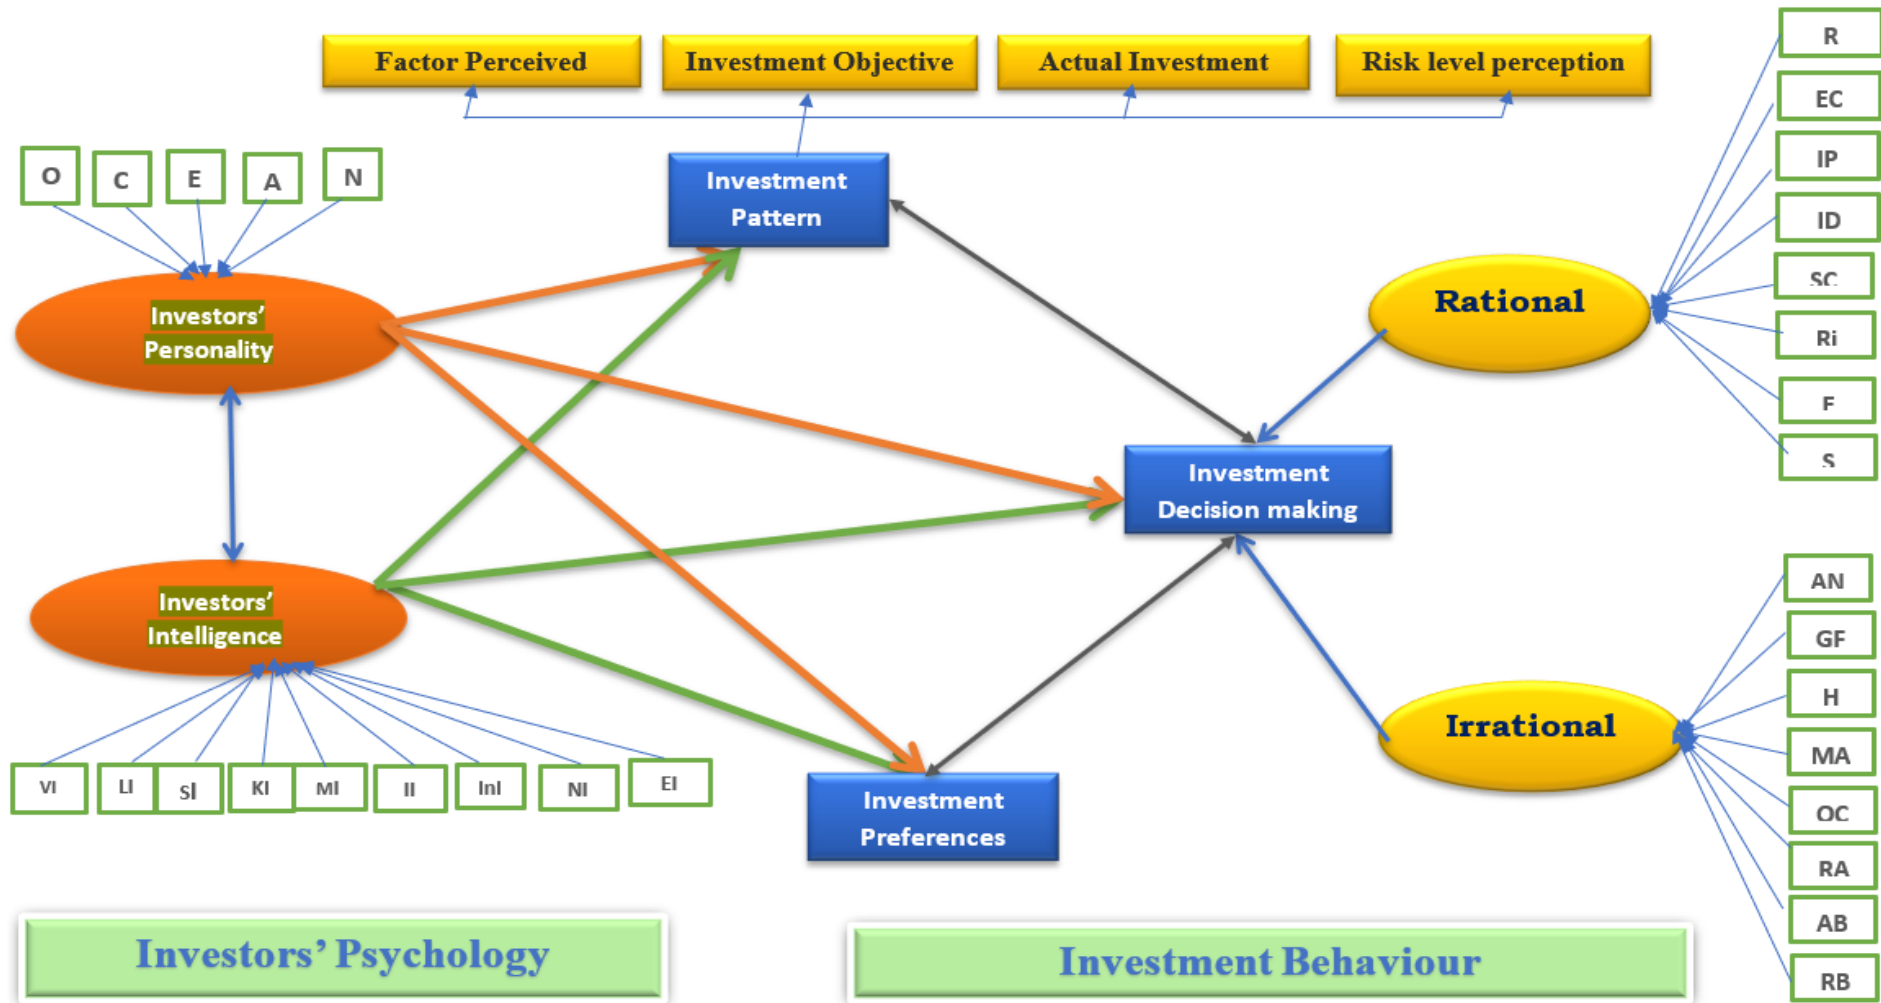 Factor Perceived
Investment Objective
Actual Investment
Risk level perception
O
C
E
A
N
Investment
Pattern
Investors’
Personality
Investors’
Intelligence
VI
LI
SI
KI
MI
II
InI
NI
EI
Investment
Preferences
Investment
Decision making
Rational
Irrational
R
EC
IP
ID
SC
Ri
F
S
AN
GF
H
MA
OC
RA
AB
RB
Investors’ Psychology
Investment Behaviour